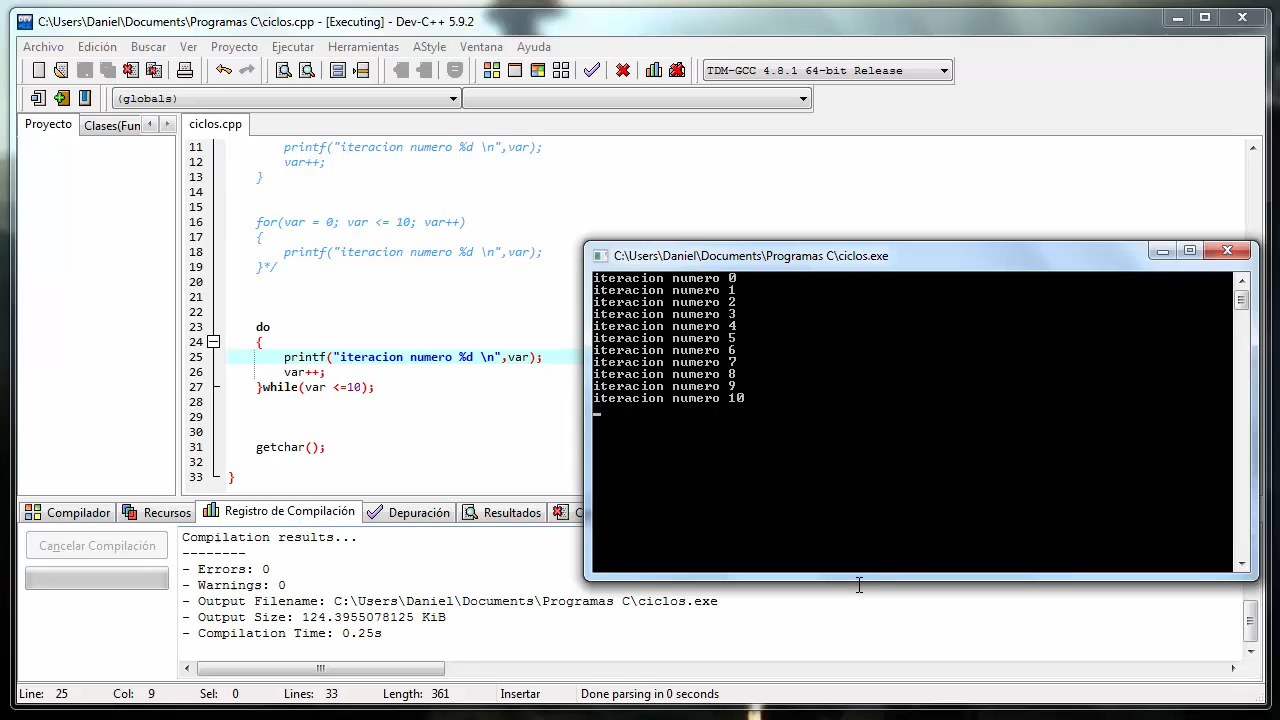 C:\Users\Daniel\Documents\Programas C\ciclos.cpp - [Executing] - Dev-C++ 5.9.2
Archivo Edición Buscar Ver Proyecto Ejecutar Herramientas AStyle Ventana Ayuda
TDM-GCC 4.8.1 64-bit Release
(globals)
Proyecto Clases(Fun ciclos.cpp
11 printf("iteracion numero %d \n",var);
12 var++;
13 }
14
15
16 for(var = 0; var <= 10; var++)
17 {
18 printf("iteracion numero %d \n",var);
19 }*/
20
21
22
23 do
24 {
25 printf("iteracion numero %d \n",var);
26 var++;
27 }while(var <=10);
28
29
30
31 getchar();
32
33 }
C:\Users\Daniel\Documents\Programas C\ciclos.exe
iteracion numero 0
iteracion numero 1
iteracion numero 2
iteracion numero 3
iteracion numero 4
iteracion numero 5
iteracion numero 6
iteracion numero 7
iteracion numero 8
iteracion numero 9
iteracion numero 10
Compilador Recursos Registro de Compilación Depuración Resultados C
Cancelar Compilación
Compilation results...
--------
- Errors: 0
- Warnings: 0
- Output Filename: C:\Users\Daniel\Documents\Programas C\ciclos.exe
- Output Size: 124.3955078125 KiB
- Compilation Time: 0.25s
Line: 25 Col: 9 Sel: 0 Lines: 33 Length: 361 Insertar Done parsing in 0 seconds